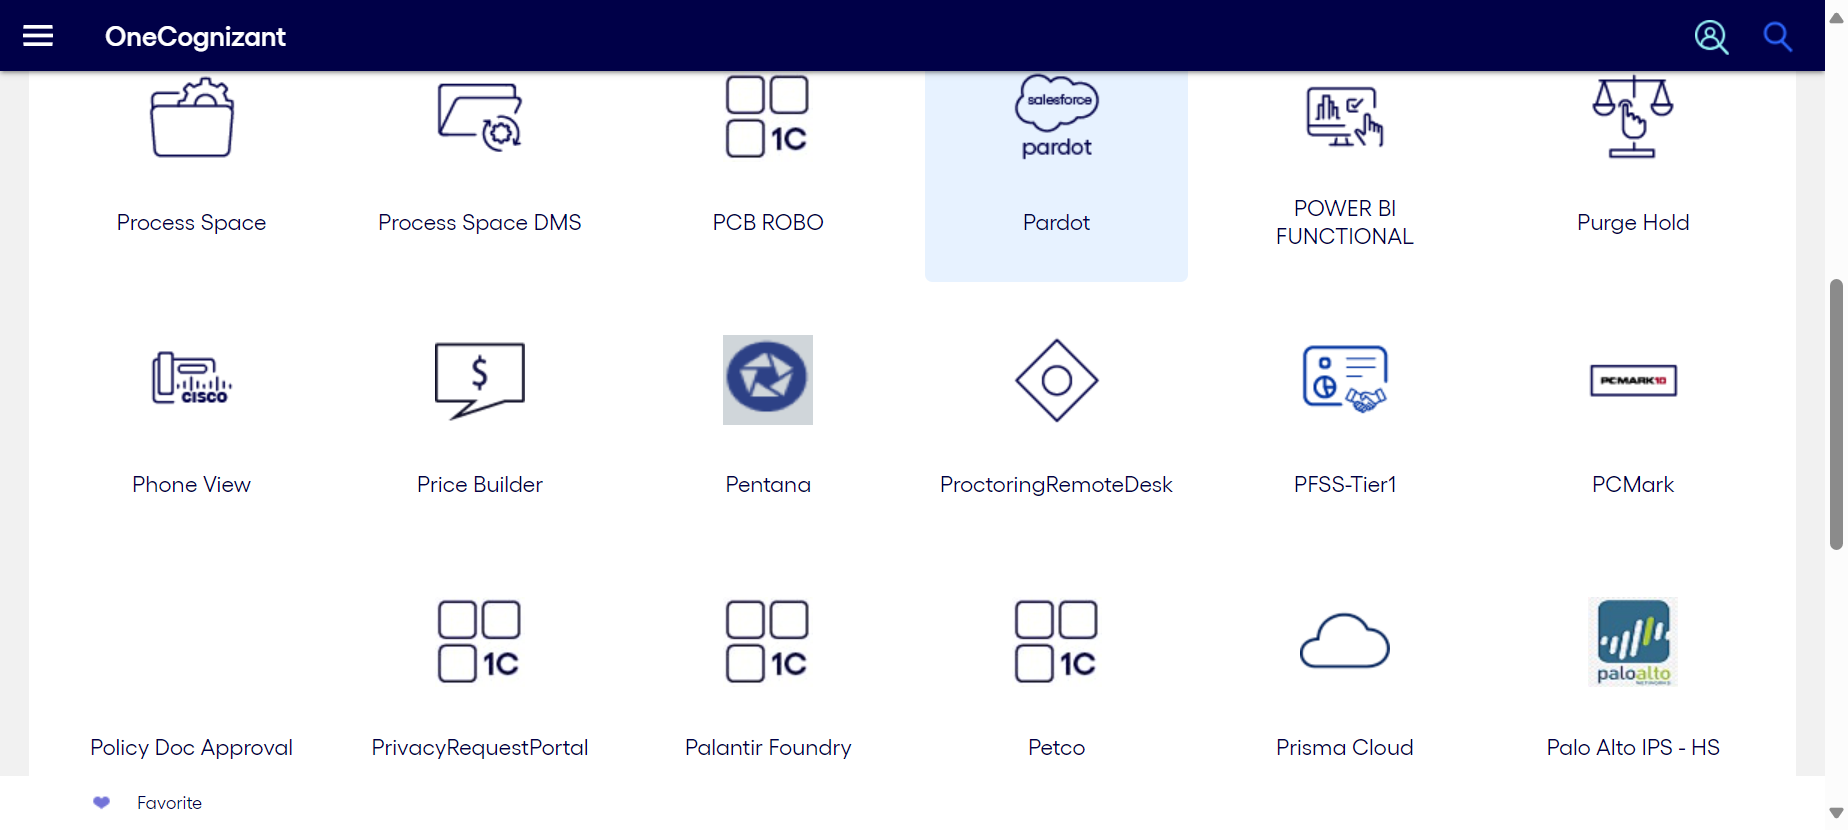 OneCognizant
1C
salesforce
pardot
Process Space
Process Space DMS
PCB ROBO
Pardot
POWER BI
FUNCTIONAL
Purge Hold
CISCO
$
PCMARK10
Phone View
Price Builder
Pentana
ProctoringRemoteDesk
PFSS-Tier1
PCMark
1C
1C
1C
paloalto
NETWORKS
Policy Doc Approval
PrivacyRequestPortal
Palantir Foundry
Petco
Prisma Cloud
Palo Alto IPS - HS
Favorite